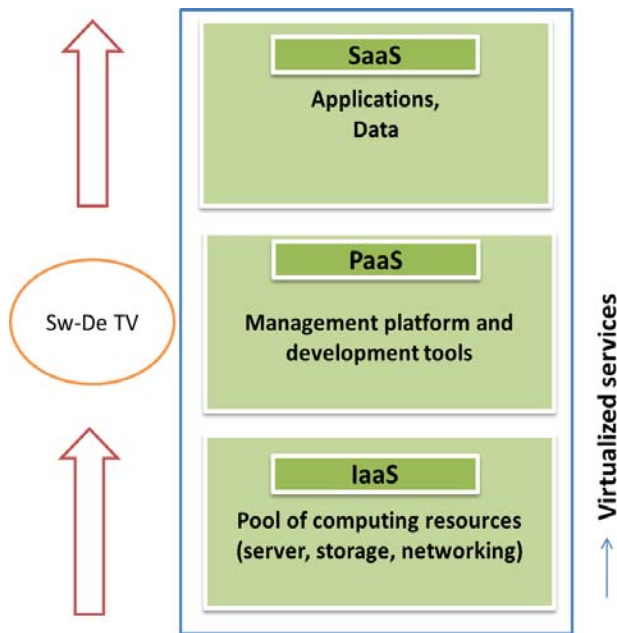 SaaS
Applications,
Data
PaaS
Sw-De TV
Management platform and
development tools
IaaS
Pool of computing resources
(server, storage, networking)
Virtualized services